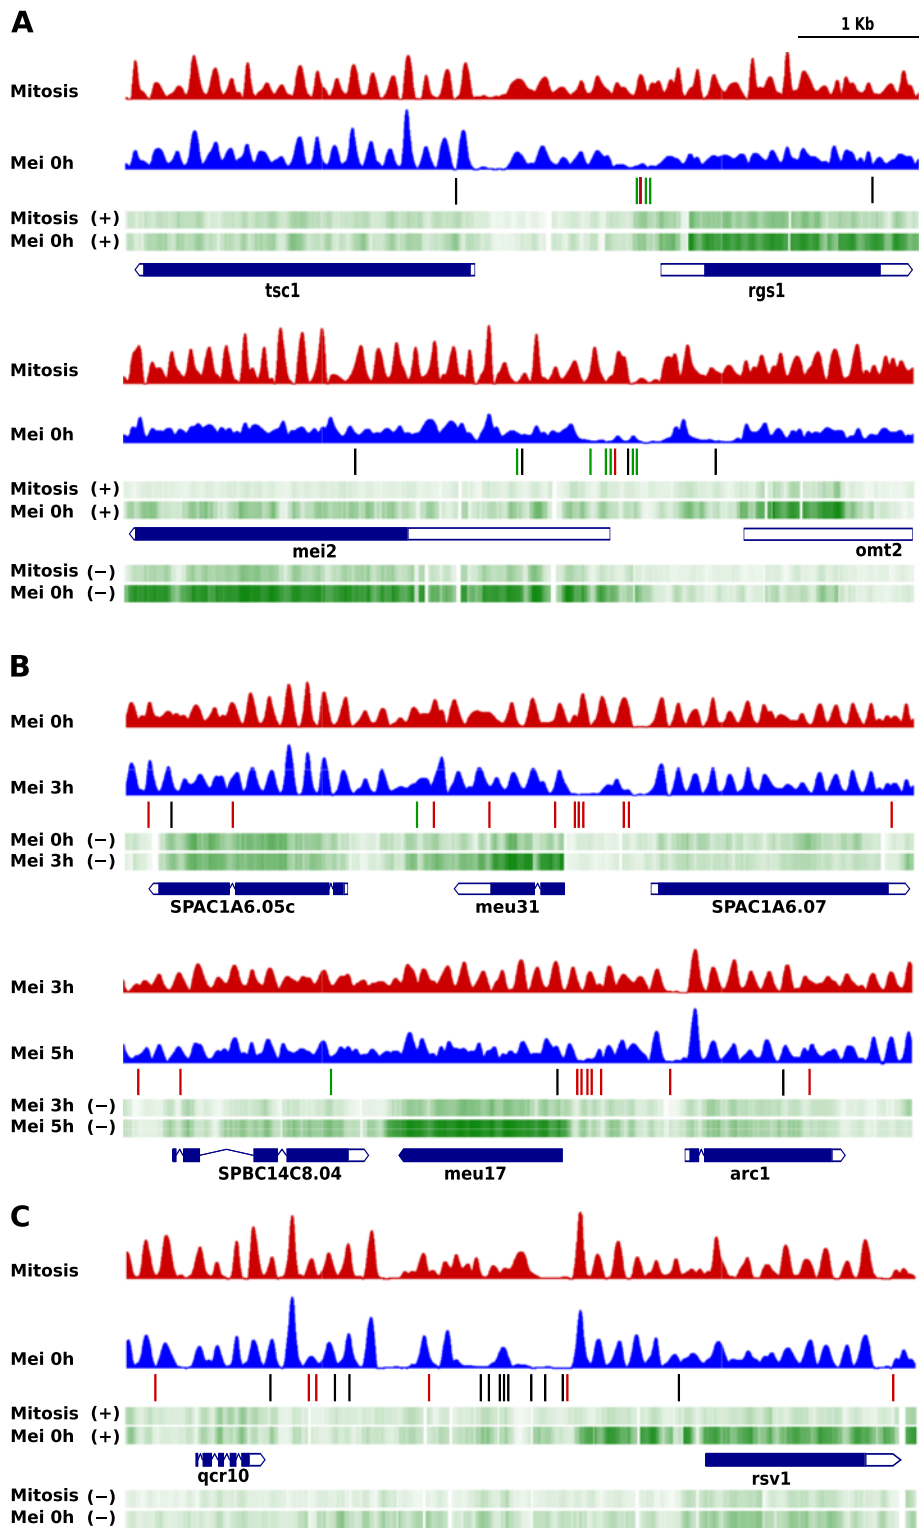 A
1 Kb
Mitosis
Mei 0h
Mitosis (+)
Mei 0h (+)
tsc1 rgs1
Mitosis
Mei 0h
Mitosis (+)
Mei 0h (+)
mei2 omt2
Mitosis (−)
Mei 0h (−)
B
Mei 0h
Mei 3h
Mei 0h (−)
Mei 3h (−)
SPAC1A6.05c meu31 SPAC1A6.07
Mei 3h
Mei 5h
Mei 3h (−)
Mei 5h (−)
SPBC14C8.04 meu17 arc1
C
Mitosis
Mei 0h
Mitosis (+)
Mei 0h (+)
qcr10 rsv1
Mitosis (−)
Mei 0h (−)